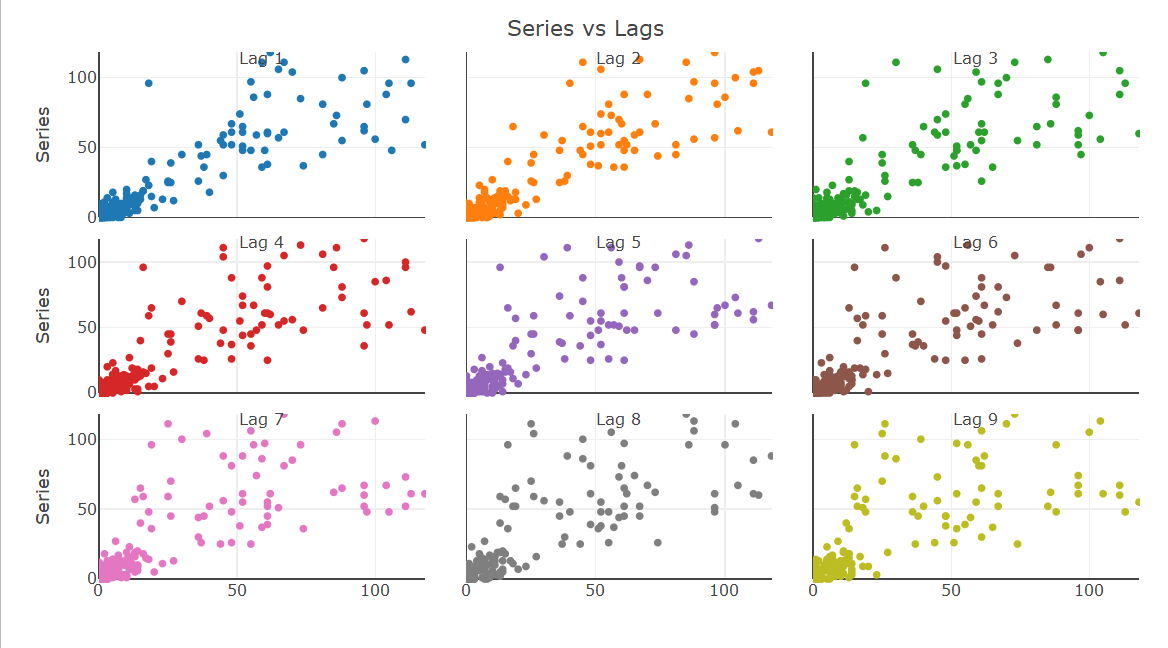 Series vs Lags
Lag 1
Lag 2
Lag 3
Series
100
50
0
Lag 4
Lag 5
Lag 6
Series
100
50
0
Lag 7
Lag 8
Lag 9
Series
100
50
0
0 50 100
0 50 100
0 50 100